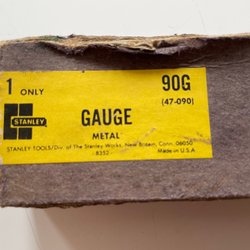 1 ONLY 90G
(47-090)
STANLEY
GAUGE
METAL
STANLEY TOOLS/Div. of The Stanley Works, New Britain, Conn. 06050
8352 Made in U.S.A.